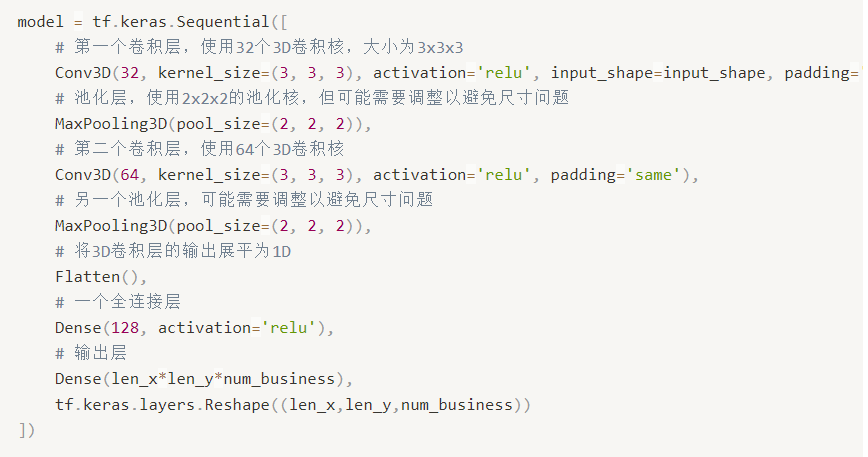 model = tf.keras.Sequential([
    # 第一个卷积层，使用32个3D卷积核，大小为3x3x3
    Conv3D(32, kernel_size=(3, 3, 3), activation='relu', input_shape=input_shape, padding='
    # 池化层，使用2x2x2的池化核，但可能需要调整以避免尺寸问题
    MaxPooling3D(pool_size=(2, 2, 2)),
    # 第二个卷积层，使用64个3D卷积核
    Conv3D(64, kernel_size=(3, 3, 3), activation='relu', padding='same'),
    # 另一个池化层，可能需要调整以避免尺寸问题
    MaxPooling3D(pool_size=(2, 2, 2)),
    # 将3D卷积层的输出展平为1D
    Flatten(),
    # 一个全连接层
    Dense(128, activation='relu'),
    # 输出层
    Dense(len_x*len_y*num_business),
    tf.keras.layers.Reshape((len_x,len_y,num_business))
])